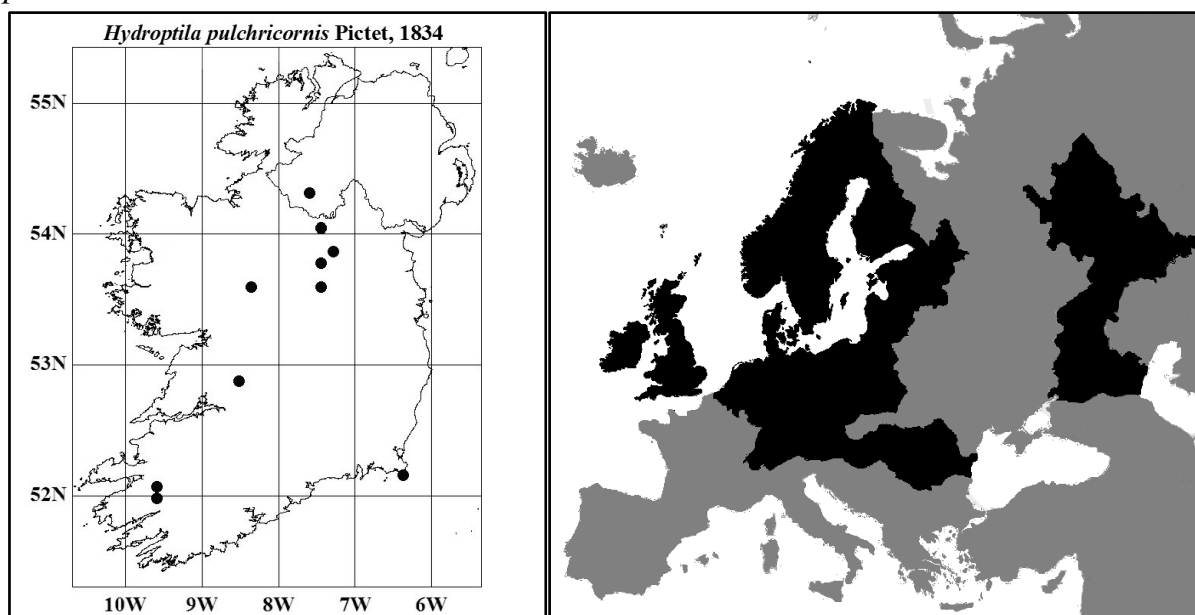 Hydroptila pulchricornis Pictet, 1834
55N
54N
53N
52N
10W 9W 8W 7W 6W